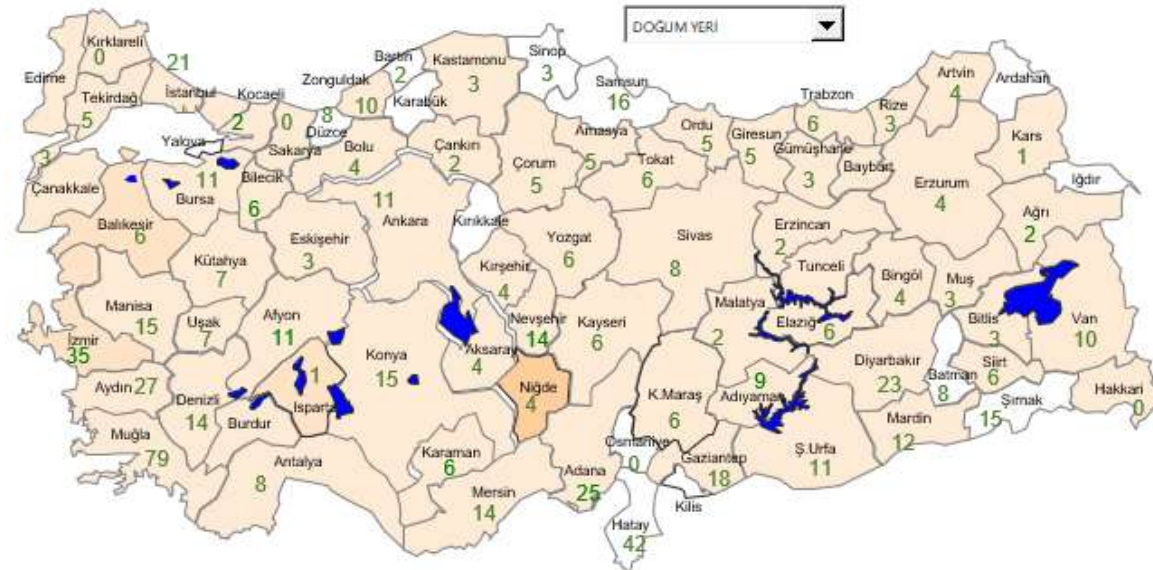 DOĞUM YERİ
Kırklareli
0
21
Edirne
Tekirdağ
5
İstanbul
Kocaeli
2
Zonguldak
8
10
Bartın
2
Karabük
Kastamonu
3
Sinop
3
Samsun
16
Trabzon
6
Rize
3
Artvin
4
Ardahan
Kars
1
Iğdır
3
Çanakkale
Yalova
0
Sakarya
Düzce
Bolu
4
Çankırı
2
Çorum
5
Amasya
5
Tokat
6
Ordu
5
Giresun
5
Gümüşhane
3
Baybart
Erzurum
4
Ağrı
2
11
Bursa
Bilecik
6
Balıkeşir
6
Eskişehir
3
11
Ankara
Kırıkkale
Yozgat
6
Sivas
8
Erzincan
2
Tunceli
Bingöl
4
Muş
3
Kütahya
7
Kırşehir
4
Manisa
15
Uşak
7
Afyon
11
Konya
15
Aksaray
4
Nevşehir
14
Kayseri
6
Malatya
2
Elazığ
6
Bitlis
3
Van
10
İzmir
35
Aydın
27
Denizli
14
Isparta
1
Burdur
Niğde
4
K.Maraş
6
9
Adıyaman
Diyarbakır
23
Batman
8
Siirt
6
Şırnak
15
Hakkari
0
Muğla
79
Antalya
8
Karaman
6
Mersin
14
Adana
25
Osmaniye
0
Gaziantep
18
Kilis
Ş.Urfa
11
Mardin
12
Hatay
42